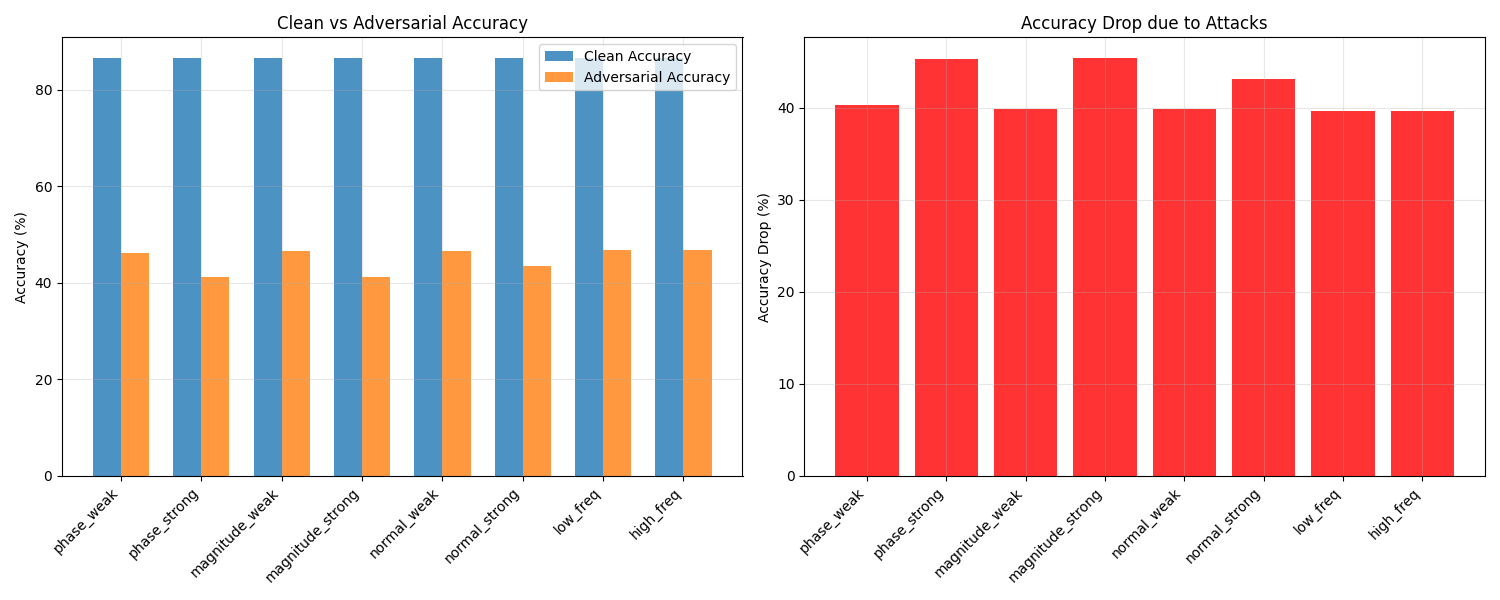 Clean vs Adversarial Accuracy
Clean Accuracy
Adversarial Accuracy
Accuracy (%)
80
60
40
20
0
phase_weak
phase_strong
magnitude_weak
magnitude_strong
normal_weak
normal_strong
low_freq
high_freq
Accuracy Drop due to Attacks
Accuracy Drop (%)
40
30
20
10
0
phase_weak
phase_strong
magnitude_weak
magnitude_strong
normal_weak
normal_strong
low_freq
high_freq